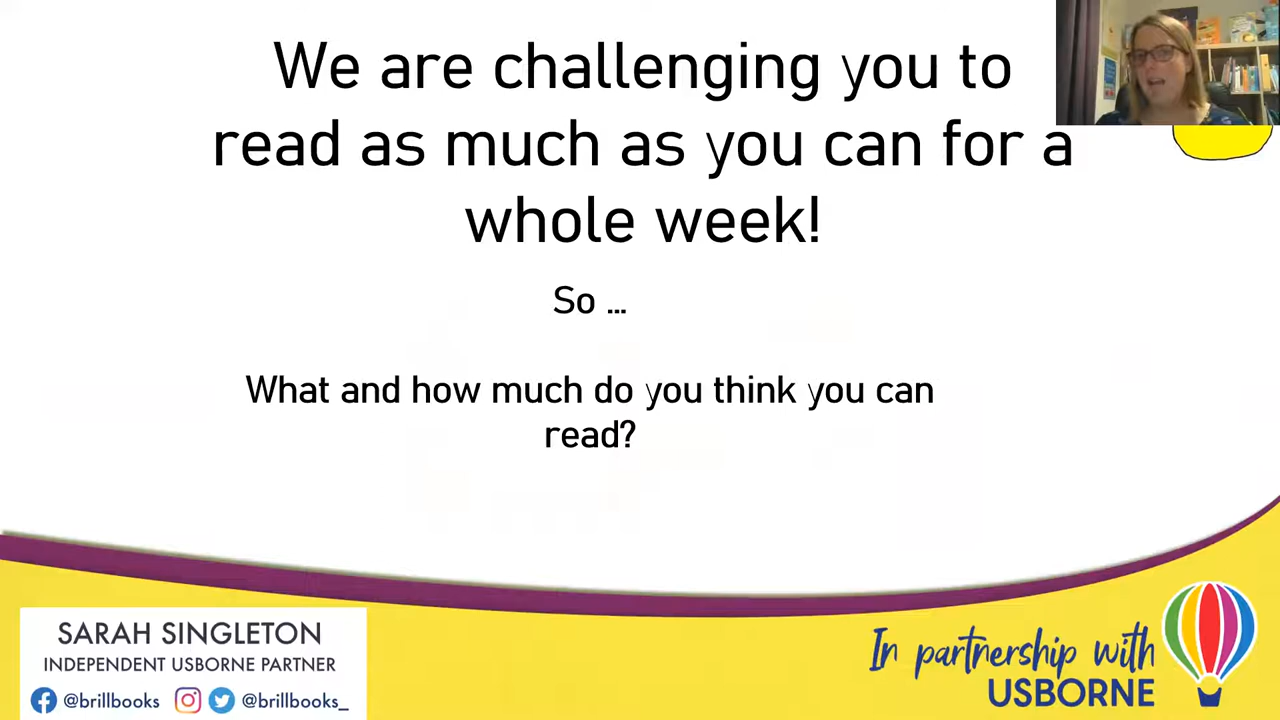 We are challenging you to
read as much as you can for a
whole week!
So ...
What and how much do you think you can
read?
SARAH SINGLETON
INDEPENDENT USBORNE PARTNER
@brillbooks @brillbooks_
In partnership with
USBORNE